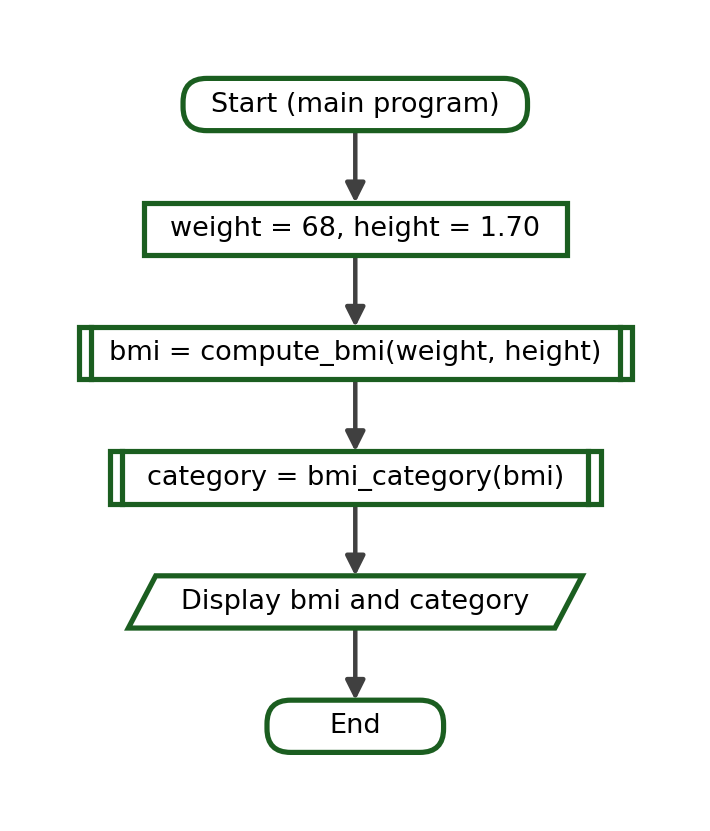 Start (main program)
weight = 68, height = 1.70
bmi = compute_bmi(weight, height)
category = bmi_category(bmi)
Display bmi and category
End